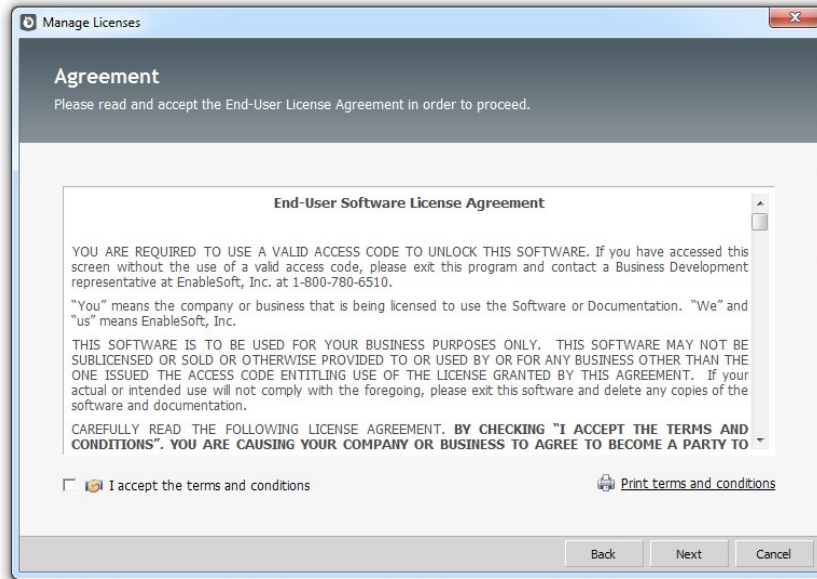 Manage Licenses
Agreement
Please read and accept the End-User License Agreement in order to proceed.
End-User Software License Agreement
YOU ARE REQUIRED TO USE A VALID ACCESS CODE TO UNLOCK THIS SOFTWARE. If you have accessed this
screen without the use of a valid access code, please exit this program and contact a Business Development
representative at EnableSoft, Inc. at 1-800-780-6510.
“You” means the company or business that is being licensed to use the Software or Documentation. “We” and
“us” means EnableSoft, Inc.
THIS SOFTWARE IS TO BE USED FOR YOUR BUSINESS PURPOSES ONLY. THIS SOFTWARE MAY NOT BE
SUBLICENSED OR SOLD OR OTHERWISE PROVIDED TO OR USED BY OR FOR ANY BUSINESS OTHER THAN THE
ONE ISSUED THE ACCESS CODE ENTITLING USE OF THE LICENSE GRANTED BY THIS AGREEMENT. If your
actual or intended use will not comply with the foregoing, please exit this software and delete any copies of the
software and documentation.
CAREFULLY READ THE FOLLOWING LICENSE AGREEMENT. BY CHECKING “I ACCEPT THE TERMS AND
CONDITIONS”. YOU ARE CAUSING YOUR COMPANY OR BUSINESS TO AGREE TO BECOME A PARTY TO
I accept the terms and conditions
Print terms and conditions
Back
Next
Cancel